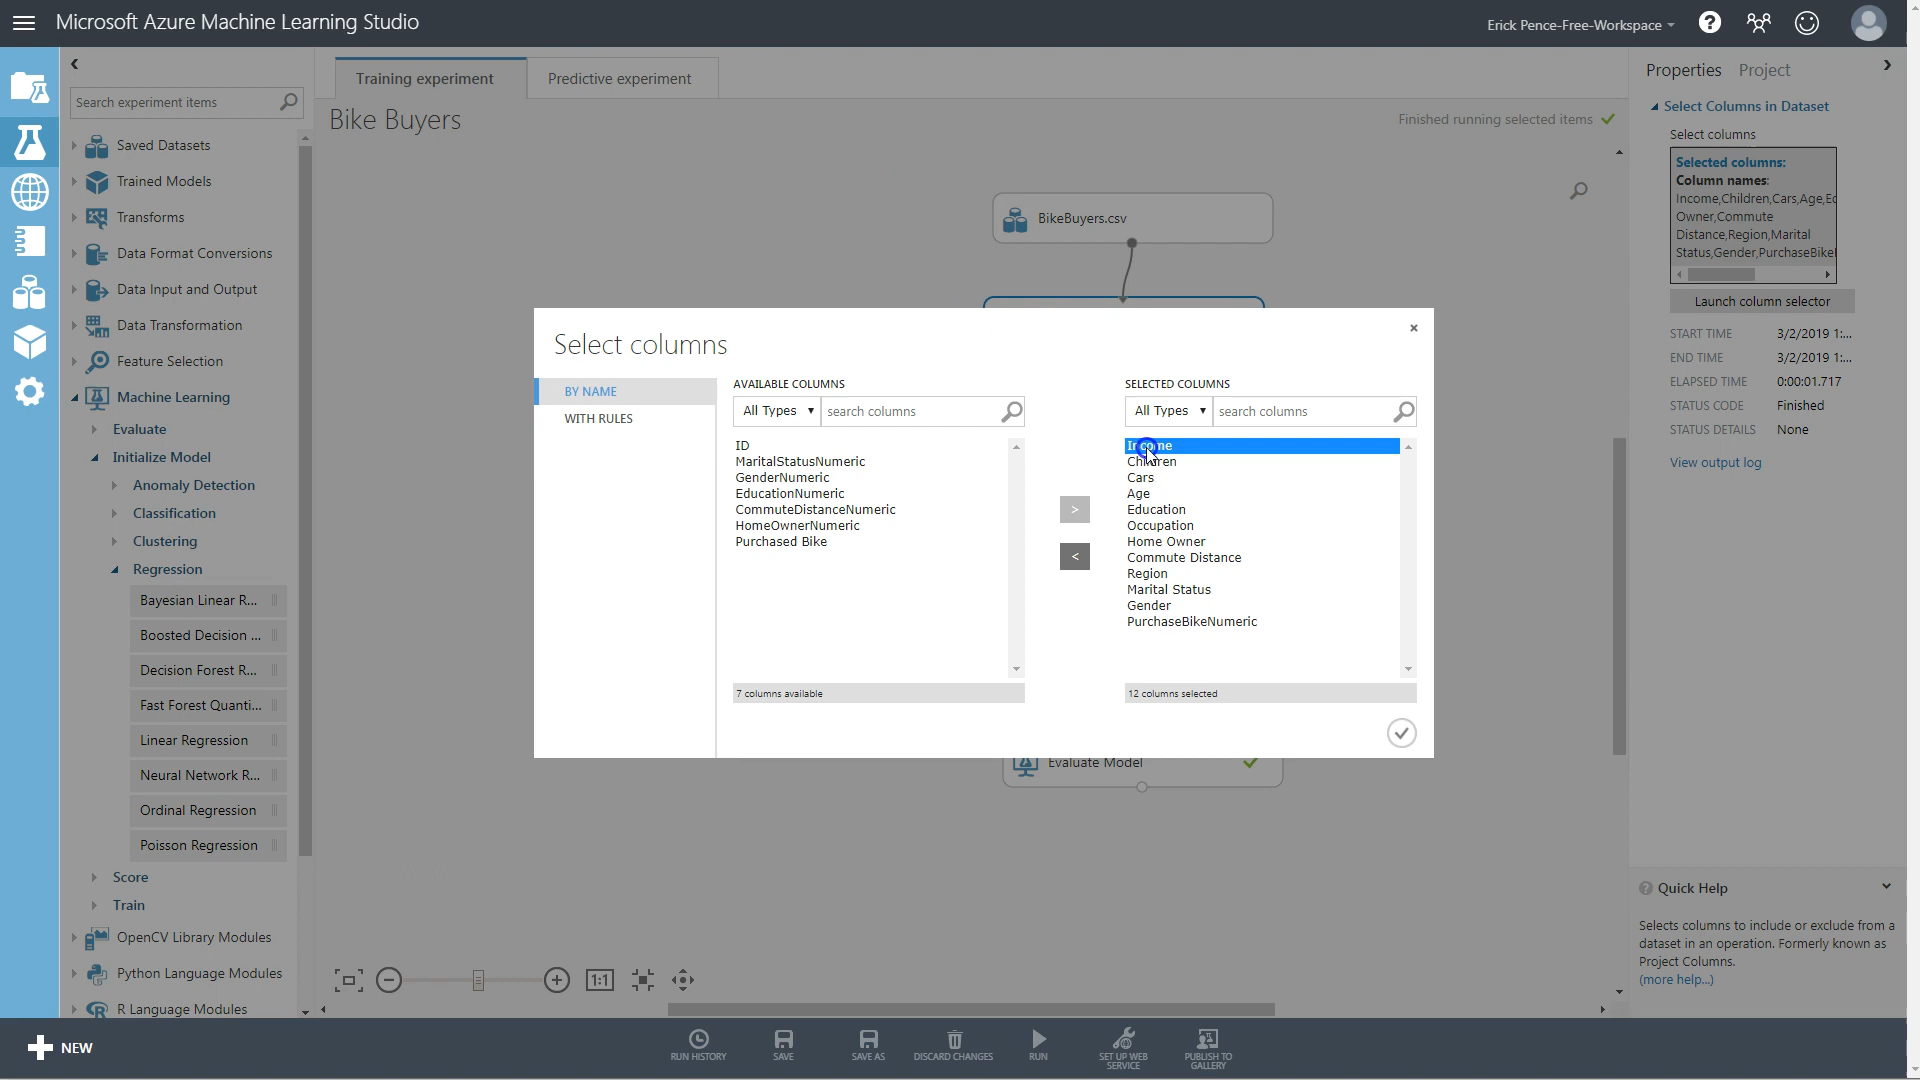 Microsoft Azure Machine Learning Studio
Erick Pence-Free-Workspace
Search experiment items
Saved Datasets
Trained Models
Transforms
Data Format Conversions
Data Input and Output
Data Transformation
Feature Selection
Machine Learning
Evaluate
Initialize Model
Anomaly Detection
Classification
Clustering
Regression
Bayesian Linear R...
Boosted Decision ...
Decision Forest R...
Fast Forest Quanti...
Linear Regression
Neural Network R...
Ordinal Regression
Poisson Regression
Score
Train
OpenCV Library Modules
Python Language Modules
R Language Modules
Training experiment
Predictive experiment
Bike Buyers
Finished running selected items
BikeBuyers.csv
Select columns
BY NAME
WITH RULES
AVAILABLE COLUMNS
All Types
search columns
ID
MaritalStatusNumeric
GenderNumeric
EducationNumeric
CommuteDistanceNumeric
HomeOwnerNumeric
Purchased Bike
7 columns available
>
<
SELECTED COLUMNS
All Types
search columns
Income
Children
Cars
Age
Education
Occupation
Home Owner
Commute Distance
Region
Marital Status
Gender
PurchaseBikeNumeric
12 columns selected
Evaluate Model
1:1
Properties
Project
Select Columns in Dataset
Select columns
Selected columns:
Column names:
Income,Children,Cars,Age,Ed
Owner,Commute
Distance,Region,Marital
Status,Gender,PurchaseBikeI
Launch column selector
START TIME 3/2/2019 1:...
END TIME 3/2/2019 1:...
ELAPSED TIME 0:00:01.717
STATUS CODE Finished
STATUS DETAILS None
View output log
Quick Help
Selects columns to include or exclude from a
dataset in an operation. Formerly known as
Project Columns.
(more help...)
NEW
RUN HISTORY
SAVE
SAVE AS
DISCARD CHANGES
RUN
SET UP WEB
SERVICE
PUBLISH TO
GALLERY